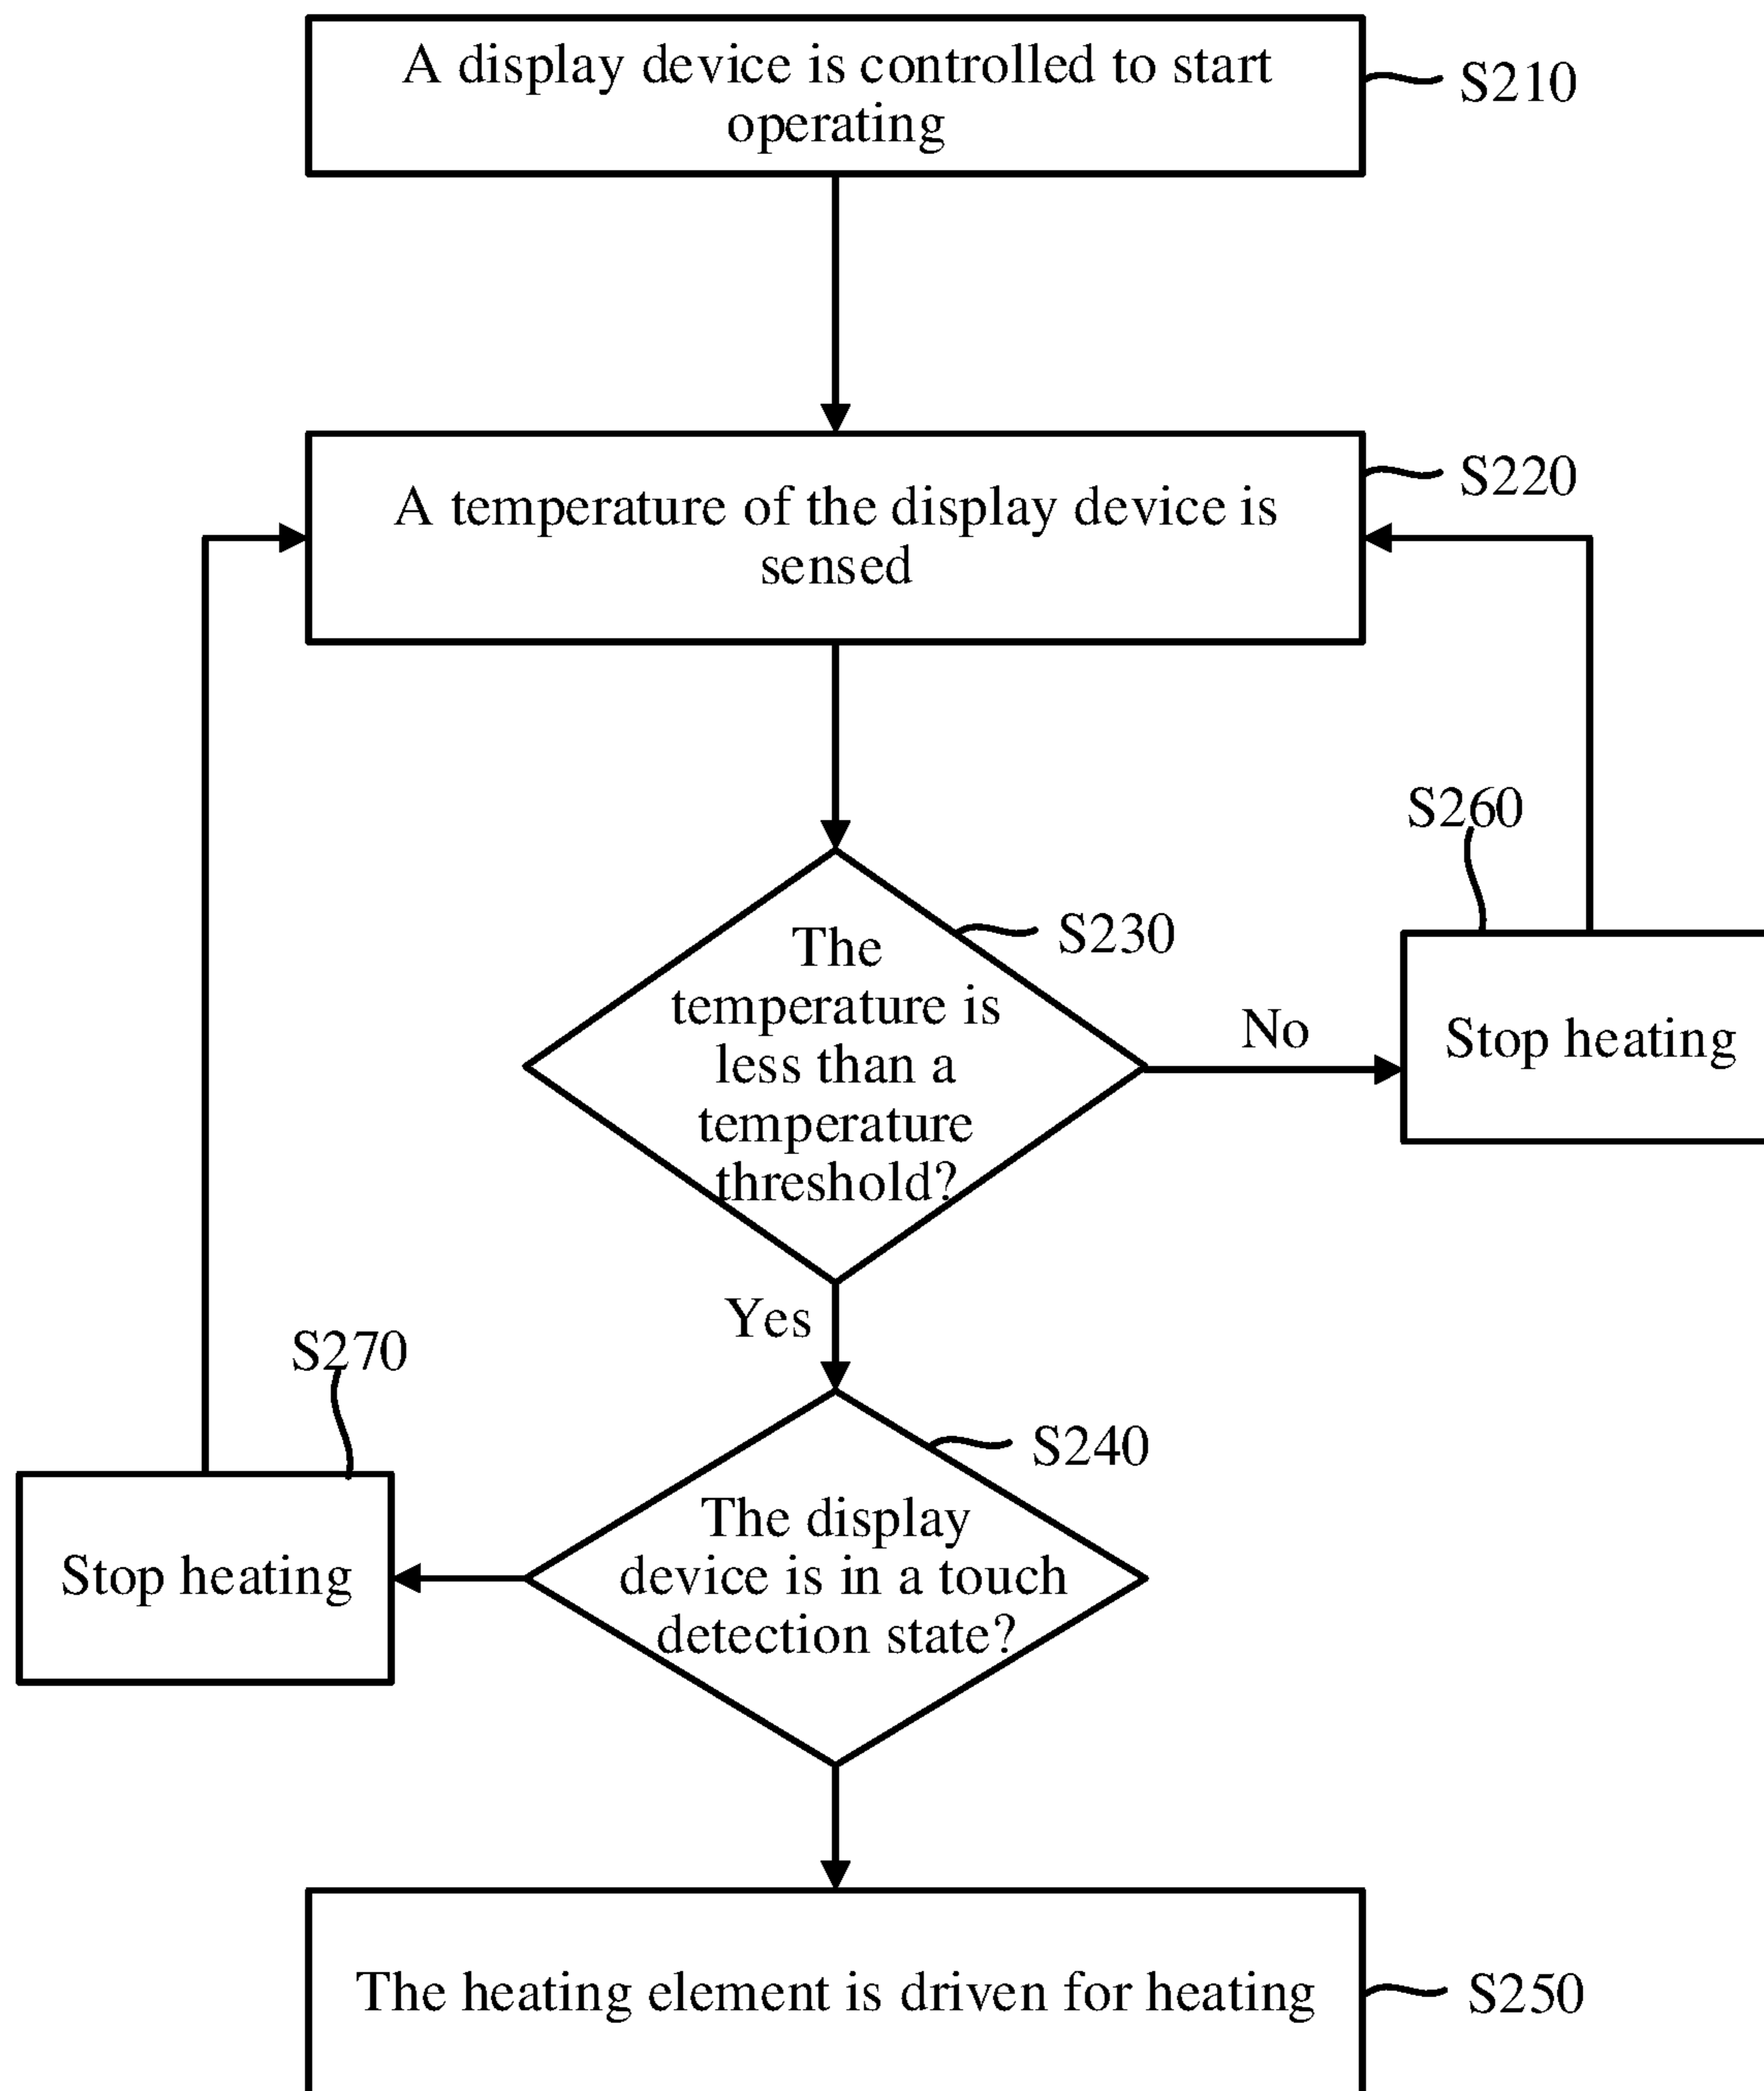 A display device is controlled to start
operating
S210
A temperature of the display device is
sensed
S220
S260
S230
The
temperature is
less than a
temperature
threshold?
No
Stop heating
Yes
S270
S240
The display
device is in a touch
detection state?
Stop heating
The heating element is driven for heating
S250